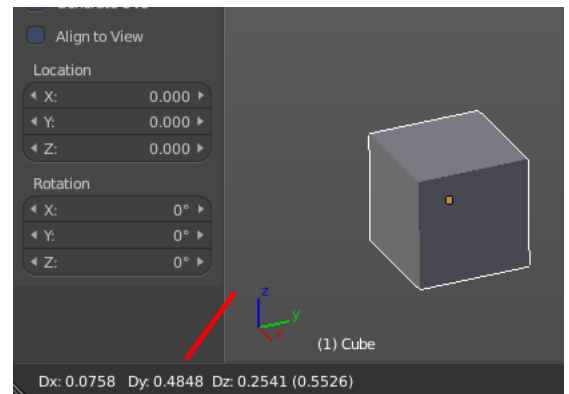 Align to View
Location
X: 0.000
Y: 0.000
Z: 0.000
Rotation
X: 0°
Y: 0°
Z: 0°
z
y
x
(1) Cube
Dx: 0.0758 Dy: 0.4848 Dz: 0.2541 (0.5526)